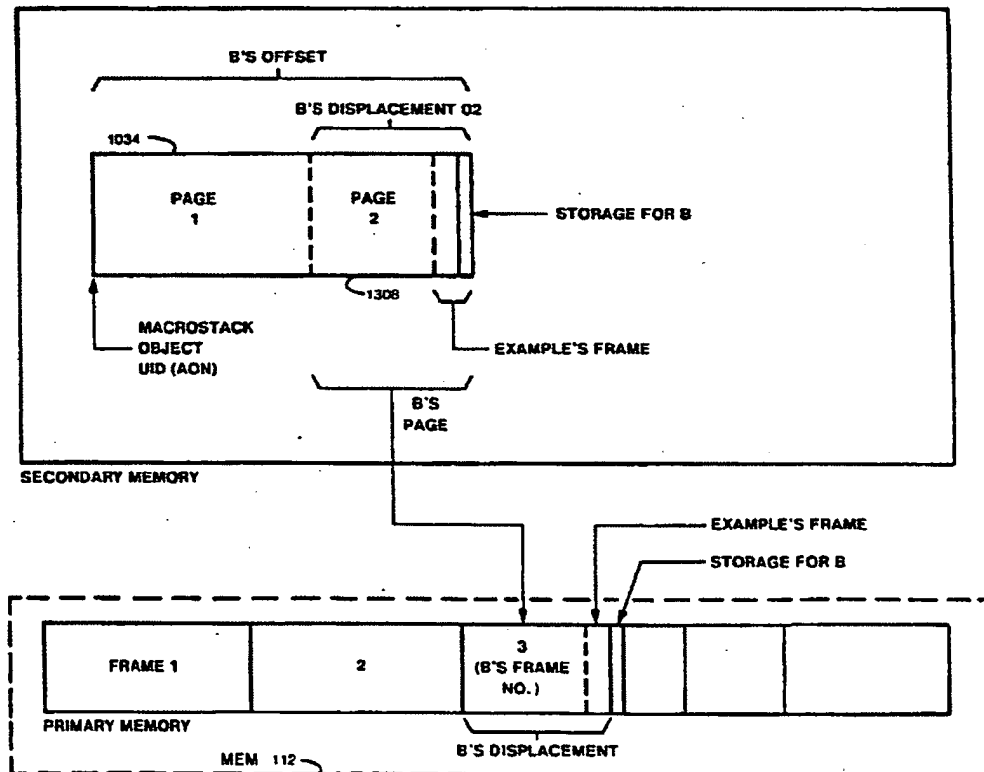 B'S OFFSET
B'S DISPLACEMENT O2
1034
PAGE
1
PAGE
2
STORAGE FOR B
1308
MACROSTACK
OBJECT
UID (AON)
EXAMPLE'S FRAME
B'S
PAGE
SECONDARY MEMORY
EXAMPLE'S FRAME
STORAGE FOR B
FRAME 1
2
3
(B'S FRAME
NO.)
PRIMARY MEMORY
B'S DISPLACEMENT
MEM 112